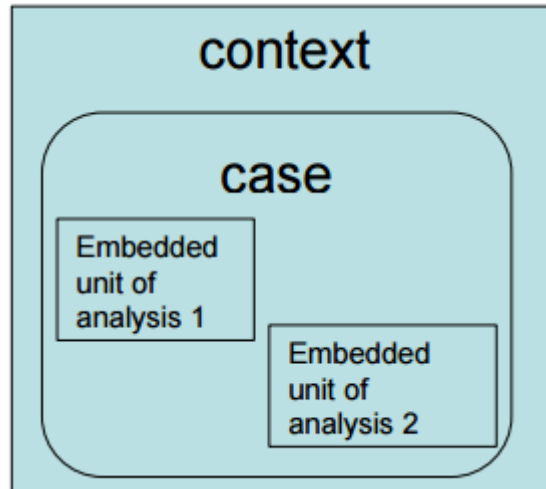 context
case
Embedded
unit of
analysis 1
Embedded
unit of
analysis 2